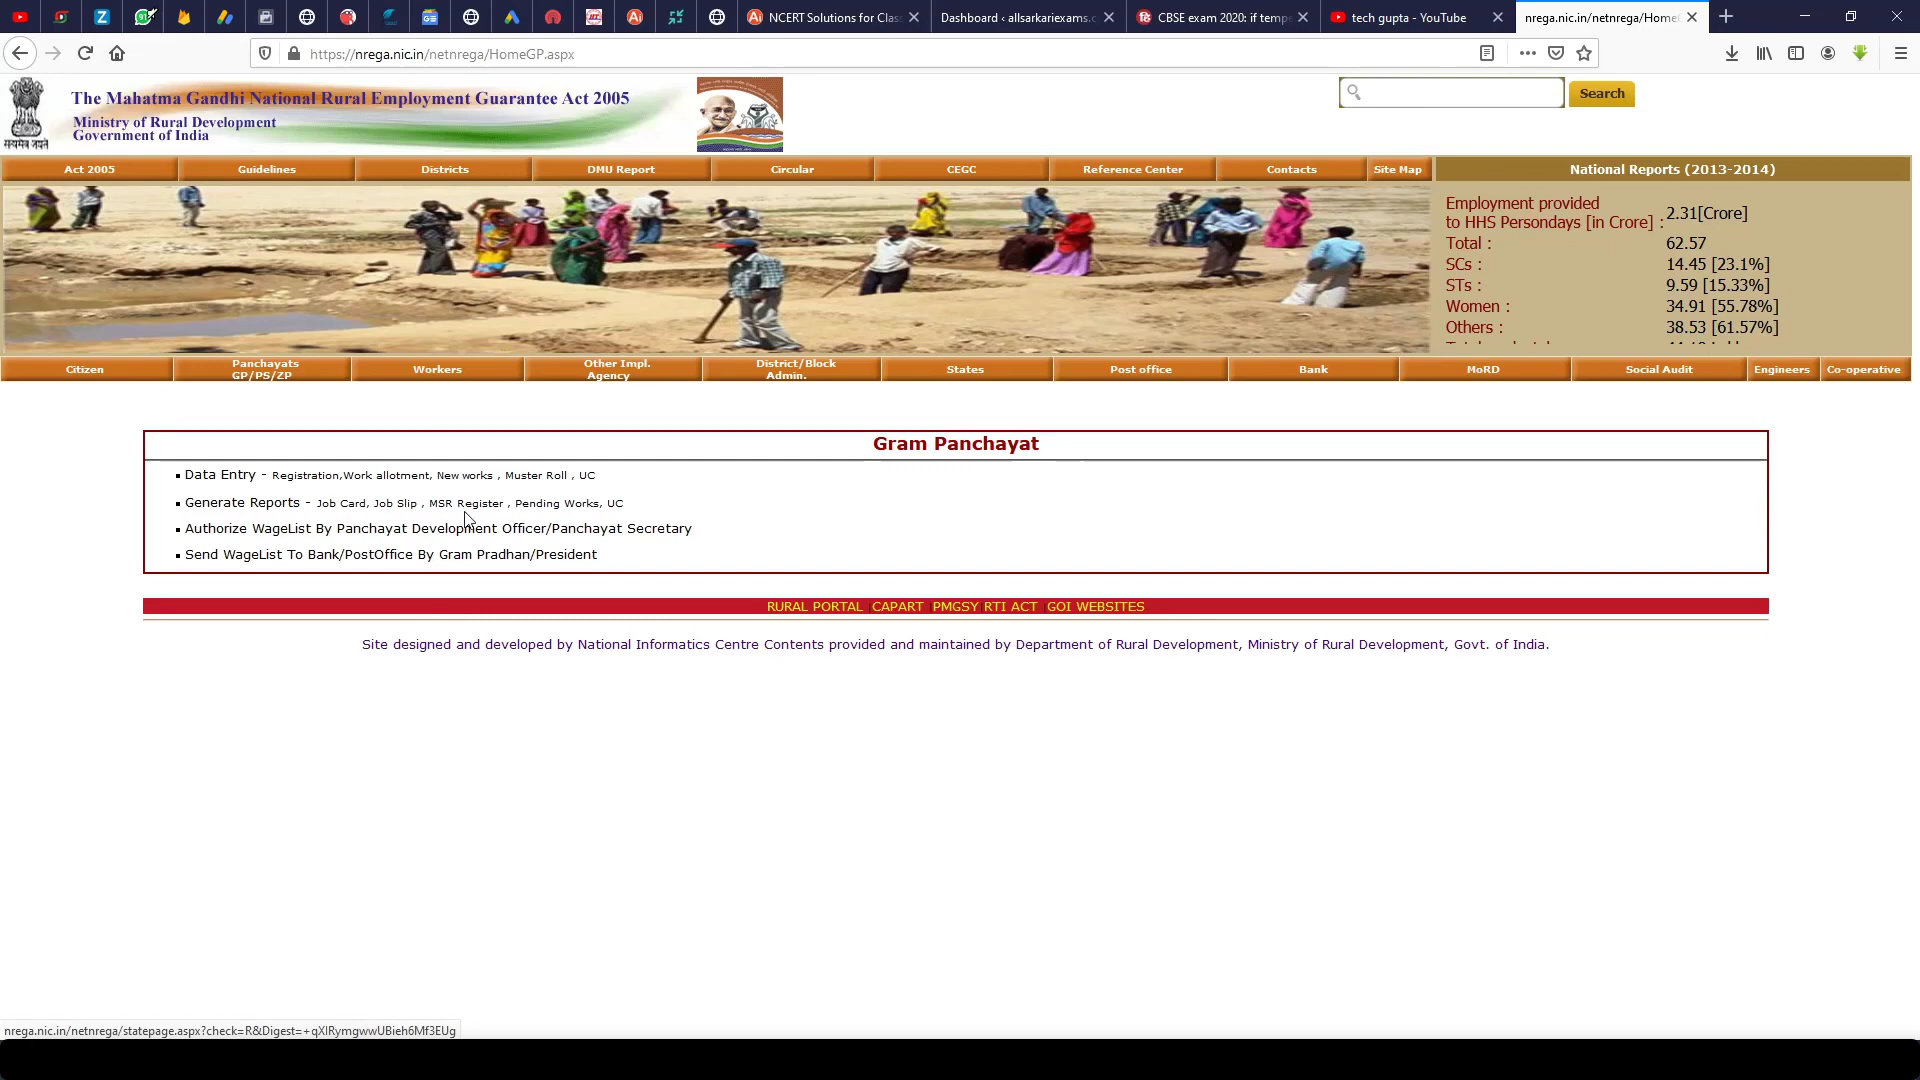 NCERT Solutions for Clas
Dashboard ‹ allsarkariexams.c
CBSE exam 2020: if temp
tech gupta - YouTube
nrega.nic.in/netnrega/Home
https://nrega.nic.in/netnrega/HomeGP.aspx
सत्यमेव जयते
The Mahatma Gandhi National Rural Employment Guarantee Act 2005
Ministry of Rural Development
Government of India
Search
Act 2005
Guidelines
Districts
DMU Report
Circular
CEGC
Reference Center
Contacts
Site Map
National Reports (2013-2014)
Employment provided
to HHS Persondays [in Crore] : 2.31[Crore]
Total : 62.57
SCs : 14.45 [23.1%]
STs : 9.59 [15.33%]
Women : 34.91 [55.78%]
Others : 38.53 [61.57%]
Citizen
Panchayats GP/PS/ZP
Workers
Other Impl. Agency
District/Block Admin.
States
Post office
Bank
MoRD
Social Audit
Engineers
Co-operative
Gram Panchayat
Data Entry - Registration,Work allotment, New works , Muster Roll , UC
Generate Reports - Job Card, Job Slip , MSR Register , Pending Works, UC
Authorize WageList By Panchayat Development Officer/Panchayat Secretary
Send WageList To Bank/PostOffice By Gram Pradhan/President
RURAL PORTAL CAPART PMGSY RTI ACT GOI WEBSITES
Site designed and developed by National Informatics Centre Contents provided and maintained by Department of Rural Development, Ministry of Rural Development, Govt. of India.
nrega.nic.in/netnrega/statepage.aspx?check=R&Digest=+qXlRymgwwUBieh6Mf3EUg